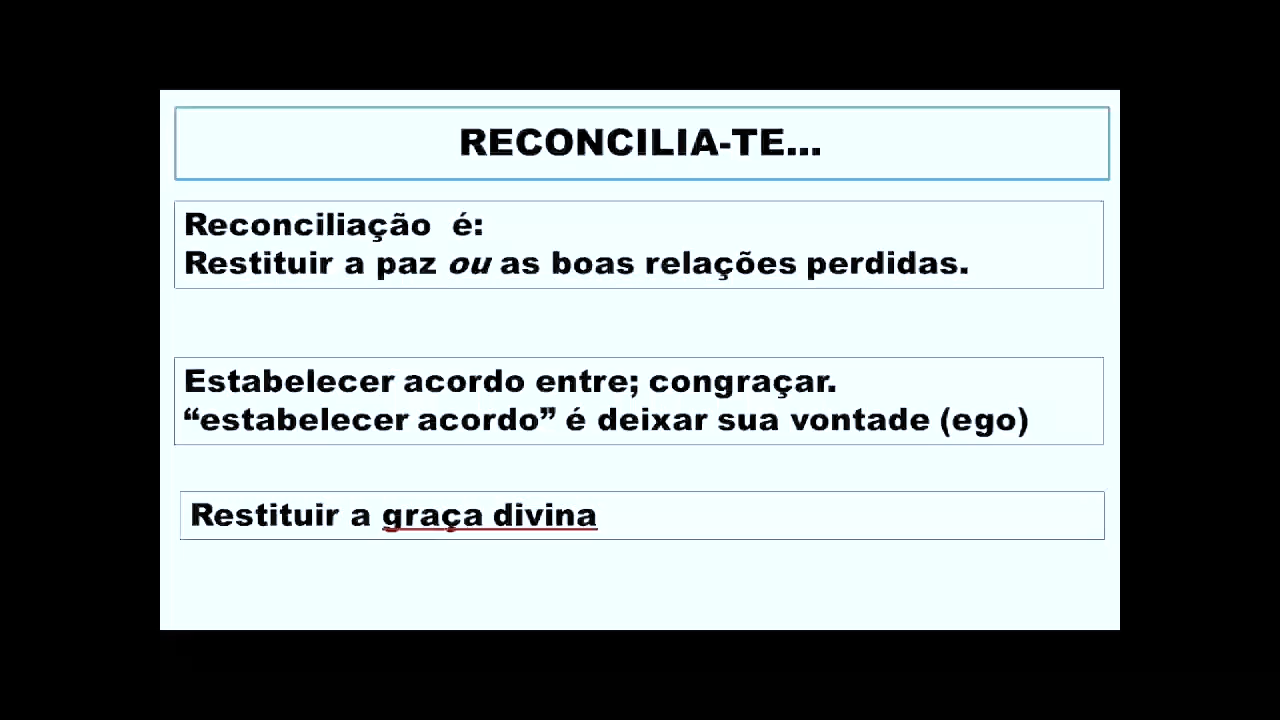 RECONCILIA-TE...
Reconciliação é:
Restituir a paz ou as boas relações perdidas.
Estabelecer acordo entre; congraçar.
“estabelecer acordo” é deixar sua vontade (ego)
Restituir a graça divina